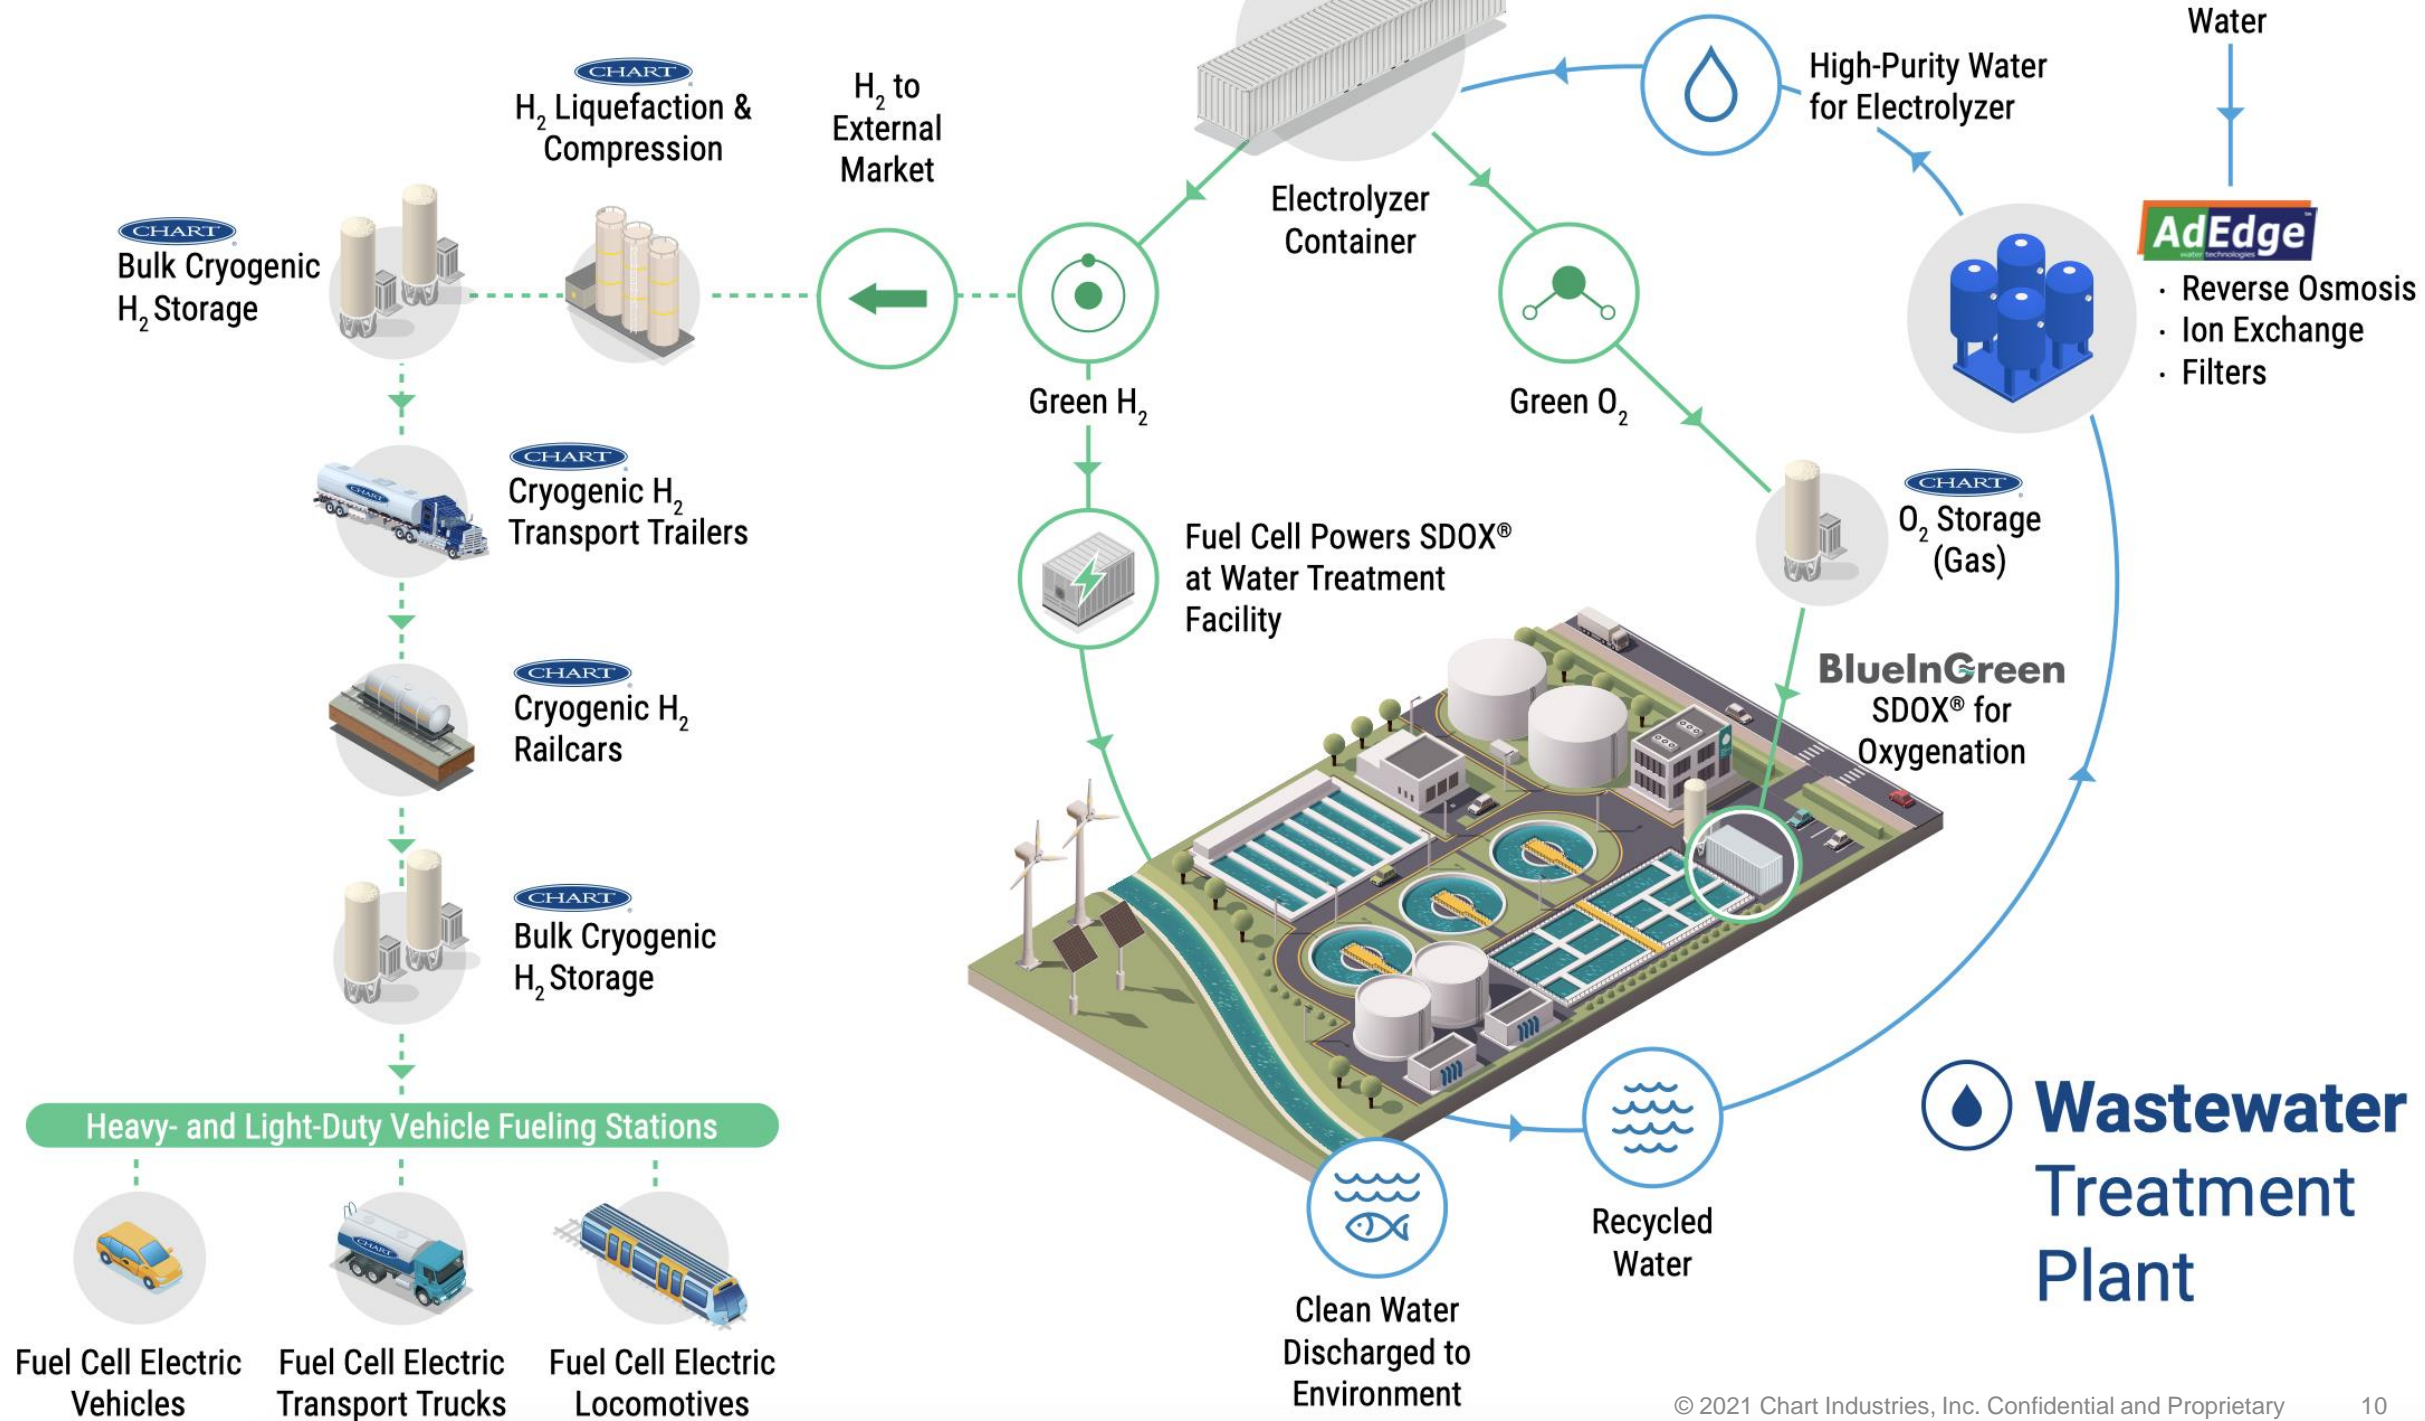 Water
High-Purity Water
for Electrolyzer
CHART
H₂ Liquefaction &
Compression
H₂ to
External
Market
Electrolyzer
Container
AdEdge
water technologies
· Reverse Osmosis
· Ion Exchange
· Filters
CHART
Bulk Cryogenic
H₂ Storage
Green H₂
Green O₂
CHART
CHART
Cryogenic H₂
Transport Trailers
CHART
O₂ Storage
(Gas)
Fuel Cell Powers SDOX®
at Water Treatment
Facility
BlueInGreen
SDOX® for
Oxygenation
CHART
Cryogenic H₂
Railcars
CHART
Bulk Cryogenic
H₂ Storage
Heavy- and Light-Duty Vehicle Fueling Stations
CHART
Fuel Cell Electric
Vehicles
Fuel Cell Electric
Transport Trucks
Fuel Cell Electric
Locomotives
Clean Water
Discharged to
Environment
Recycled
Water
Wastewater
Treatment
Plant
© 2021 Chart Industries, Inc. Confidential and Proprietary
10